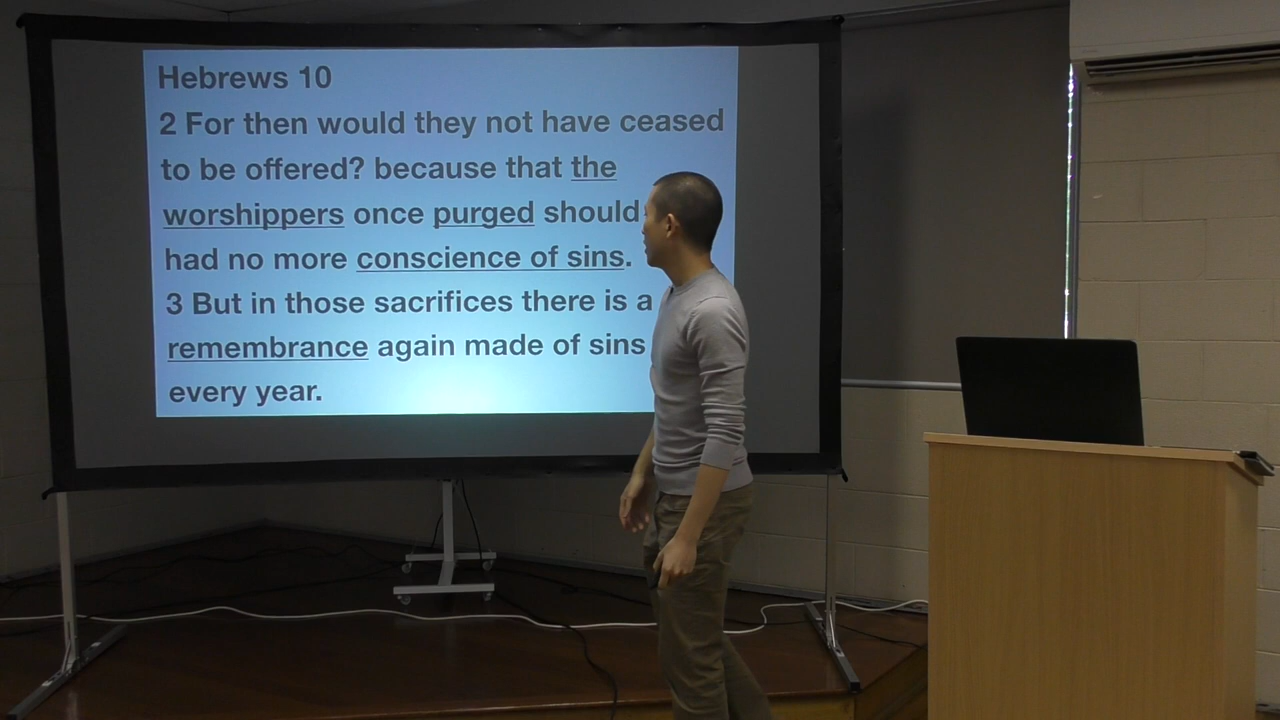 Hebrews 10
2 For then would they not have ceased
to be offered? because that the
worshippers once purged should
had no more conscience of sins.
3 But in those sacrifices there is a
remembrance again made of sins
every year.